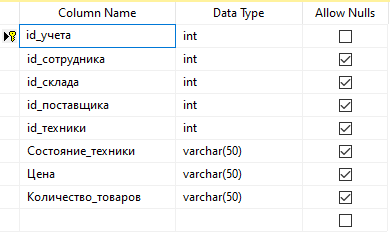 Column Name Data Type Allow Nulls
id_учета int
id_сотрудника int
id_склада int
id_поставщика int
id_техники int
Состояние_техники varchar(50)
Цена varchar(50)
Количество_товаров varchar(50)